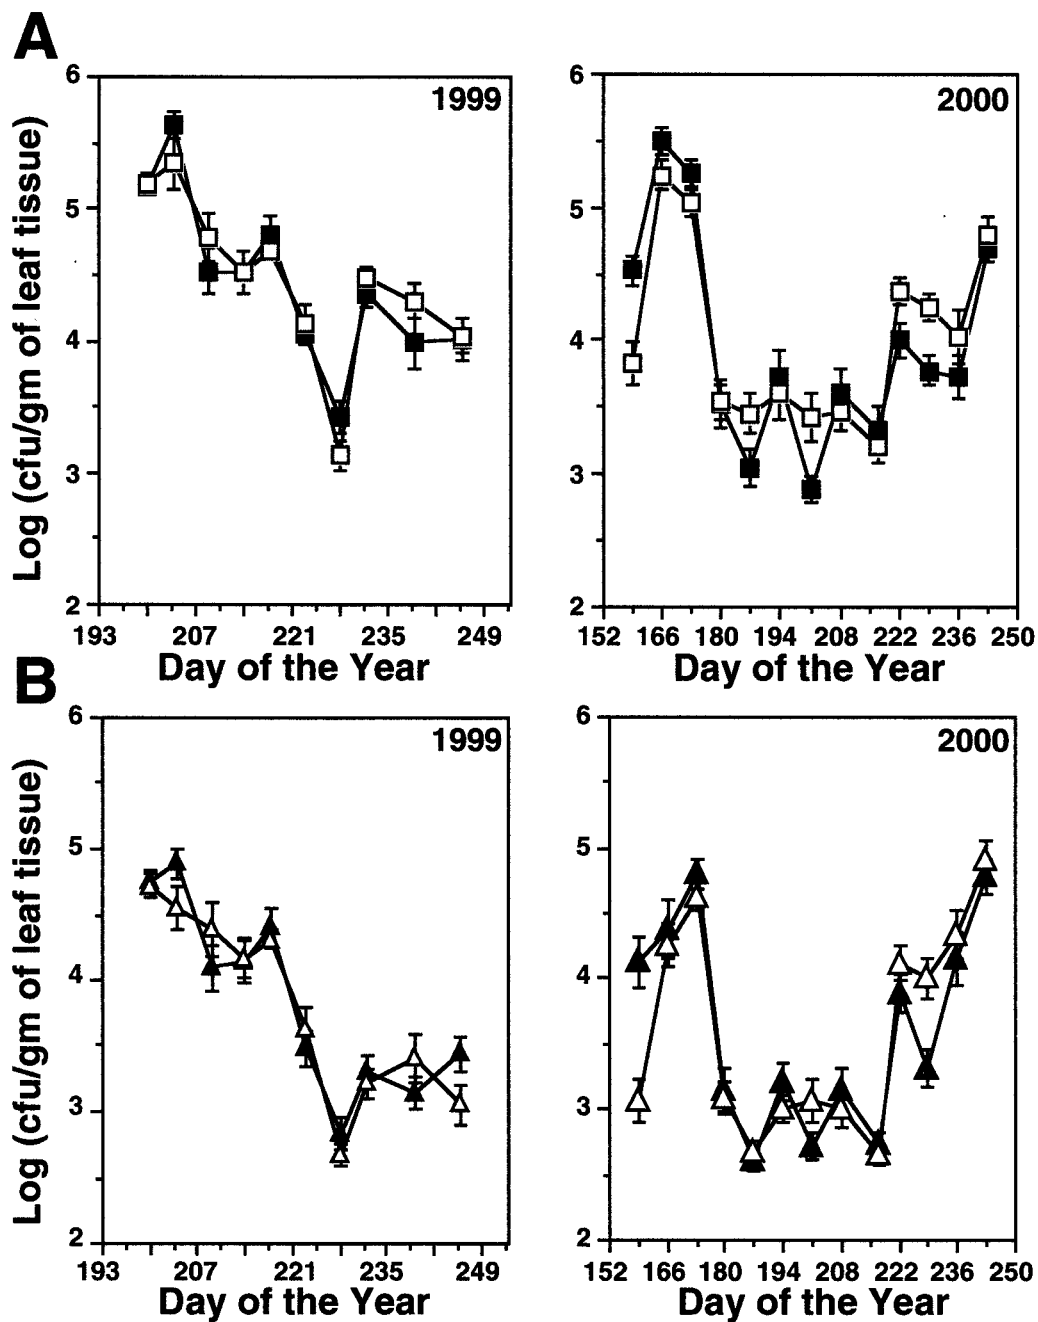 A
6
5
4
3
2
1999
Log (cfu/gm of leaf tissue)
193 207 221 235 249
Day of the Year
6
5
4
3
2
2000
152 166 180 194 208 222 236 250
Day of the Year
B
6
5
4
3
2
1999
Log (cfu/gm of leaf tissue)
193 207 221 235 249
Day of the Year
6
5
4
3
2
2000
152 166 180 194 208 222 236 250
Day of the Year